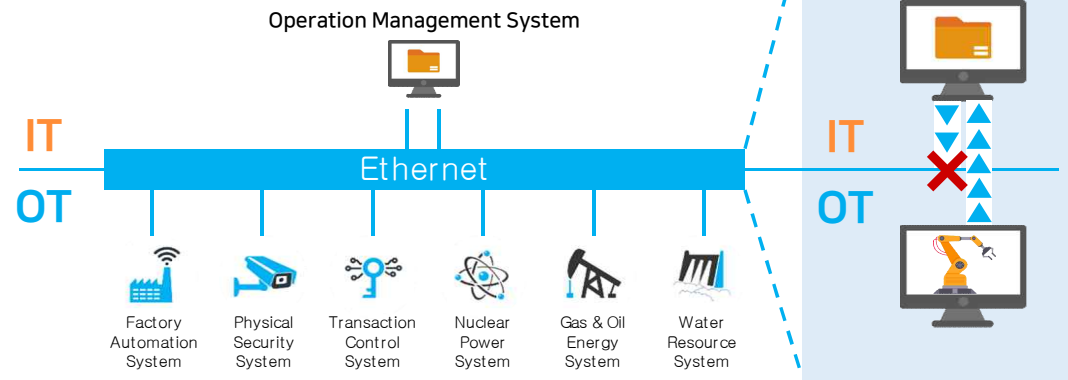 Operation Management System
IT
Ethernet
OT
Factory
Automation
System
Physical
Security
System
Transaction
Control
System
Nuclear
Power
System
Gas & Oil
Energy
System
Water
Resource
System
IT
OT